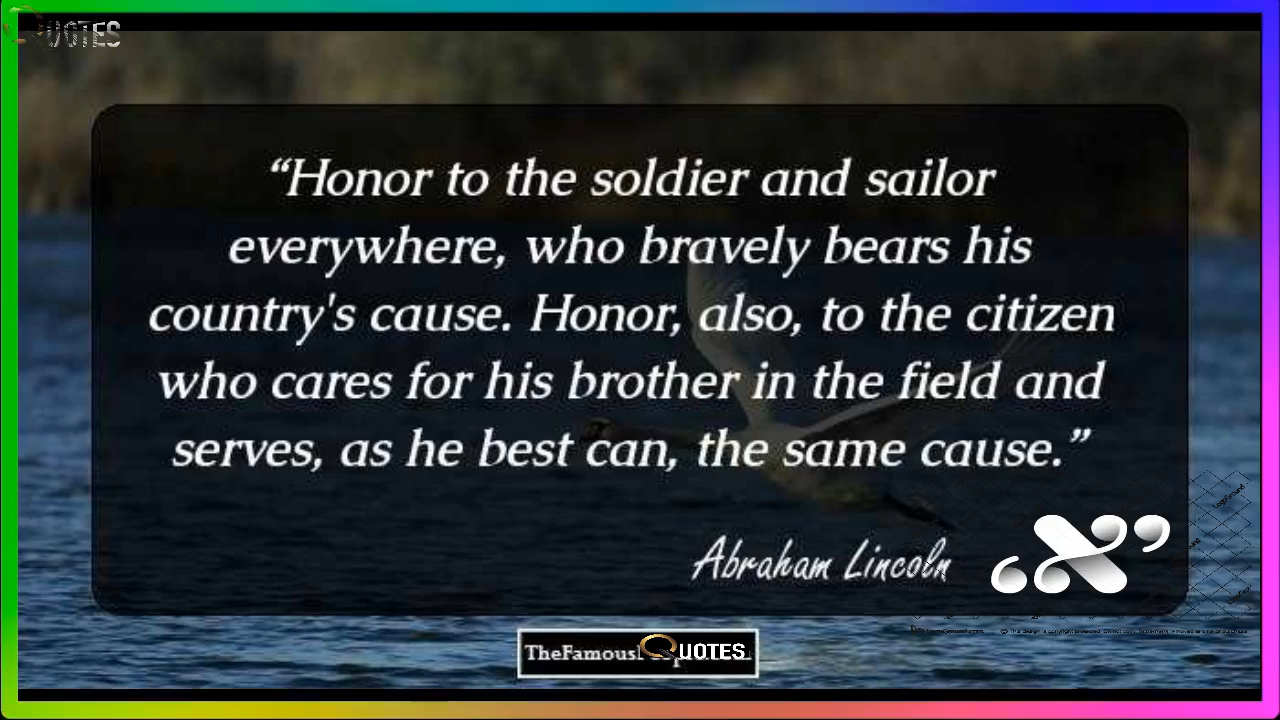 QUOTES
“Honor to the soldier and sailor
everywhere, who bravely bears his
country's cause. Honor, also, to the citizen
who cares for his brother in the field and
serves, as he best can, the same cause.”
Abraham Lincoln
TheFamous
QUOTES